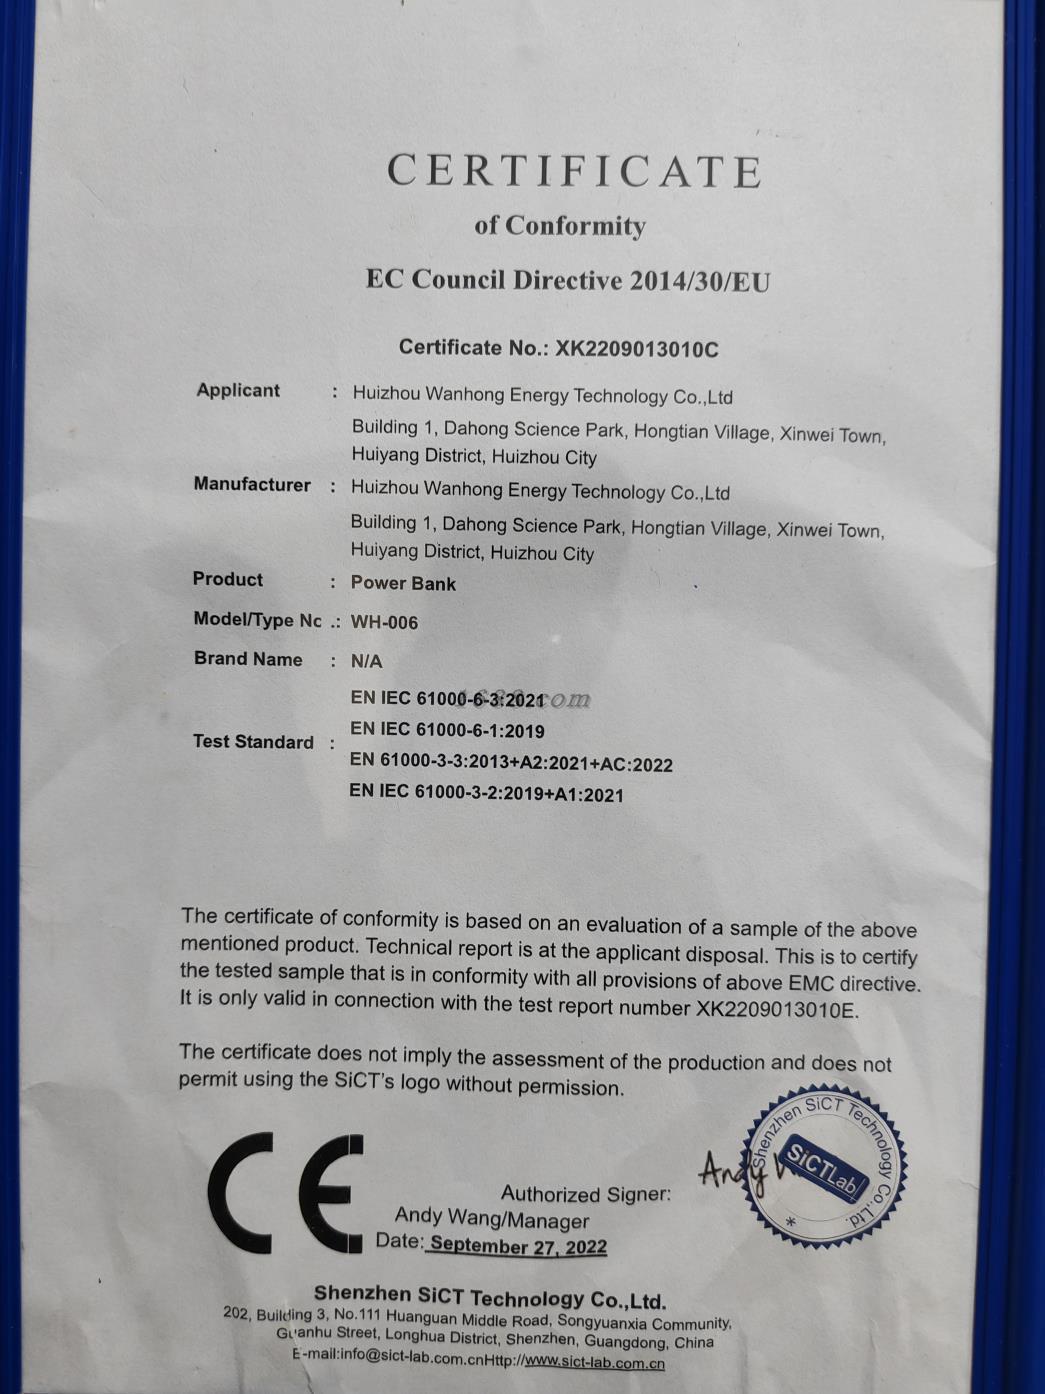 CERTIFICATE
of Conformity
EC Council Directive 2014/30/EU
Certificate No.: XK2209013010C
Applicant : Huizhou Wanhong Energy Technology Co.,Ltd
Building 1, Dahong Science Park, Hongtian Village, Xinwei Town,
Huiyang District, Huizhou City
Manufacturer : Huizhou Wanhong Energy Technology Co.,Ltd
Building 1, Dahong Science Park, Hongtian Village, Xinwei Town,
Huiyang District, Huizhou City
Product : Power Bank
Model/Type No .: WH-006
Brand Name : N/A
EN IEC 61000-6-3:2021
1688.com
EN IEC 61000-6-1:2019
Test Standard :
EN 61000-3-3:2013+A2:2021+AC:2022
EN IEC 61000-3-2:2019+A1:2021
The certificate of conformity is based on an evaluation of a sample of the above
mentioned product. Technical report is at the applicant disposal. This is to certify
the tested sample that is in conformity with all provisions of above EMC directive.
It is only valid in connection with the test report number XK2209013010E.
The certificate does not imply the assessment of the production and does not
permit using the SiCT's logo without permission.
CE
Authorized Signer:
Andy
Shenzhen SiCT Technology Co.,Ltd.
SiCTLab
*
Andy Wang/Manager
Date: September 27, 2022
Shenzhen SiCT Technology Co.,Ltd.
202, Building 3, No.111 Huanguan Middle Road, Songyuanxia Community,
Guanhu Street, Longhua District, Shenzhen, Guangdong, China
E-mail:info@sict-lab.com.cnHttp://www.sict-lab.com.cn